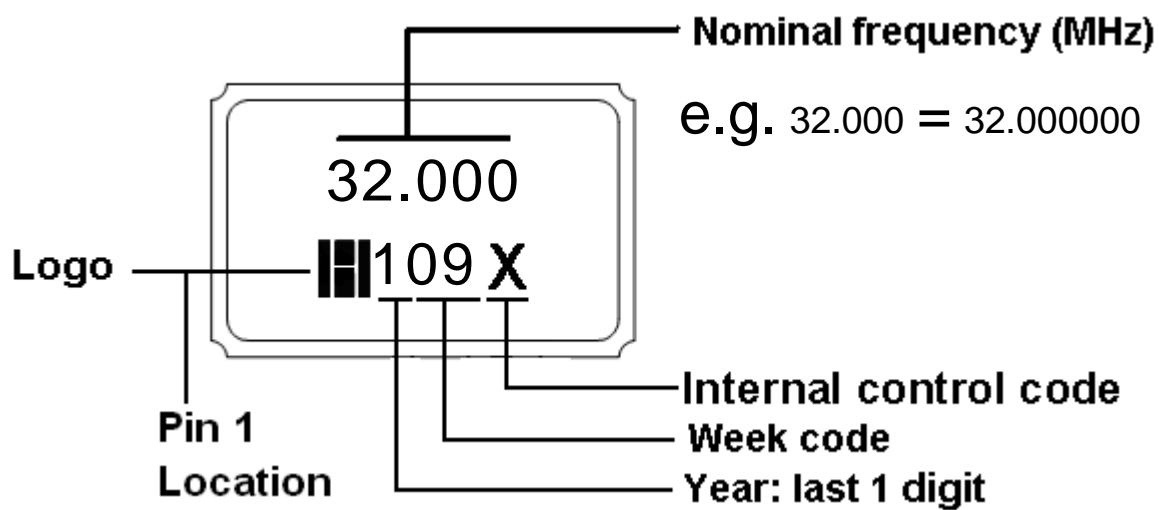 Nominal frequency (MHz)
e.g. 32.000 = 32.000000
32.000
Logo
109 X
Internal control code
Pin 1
Location
Week code
Year: last 1 digit